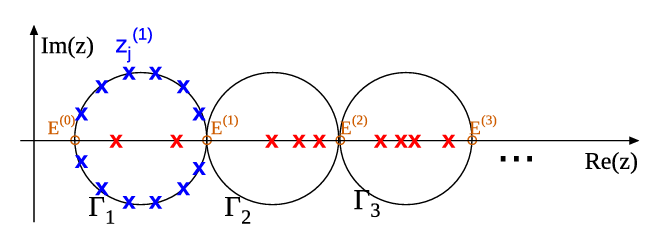 Im(z)
z_j^(1)
E^(0) E^(1) E^(2) E^(3)
...
Re(z)
Γ_1 Γ_2 Γ_3